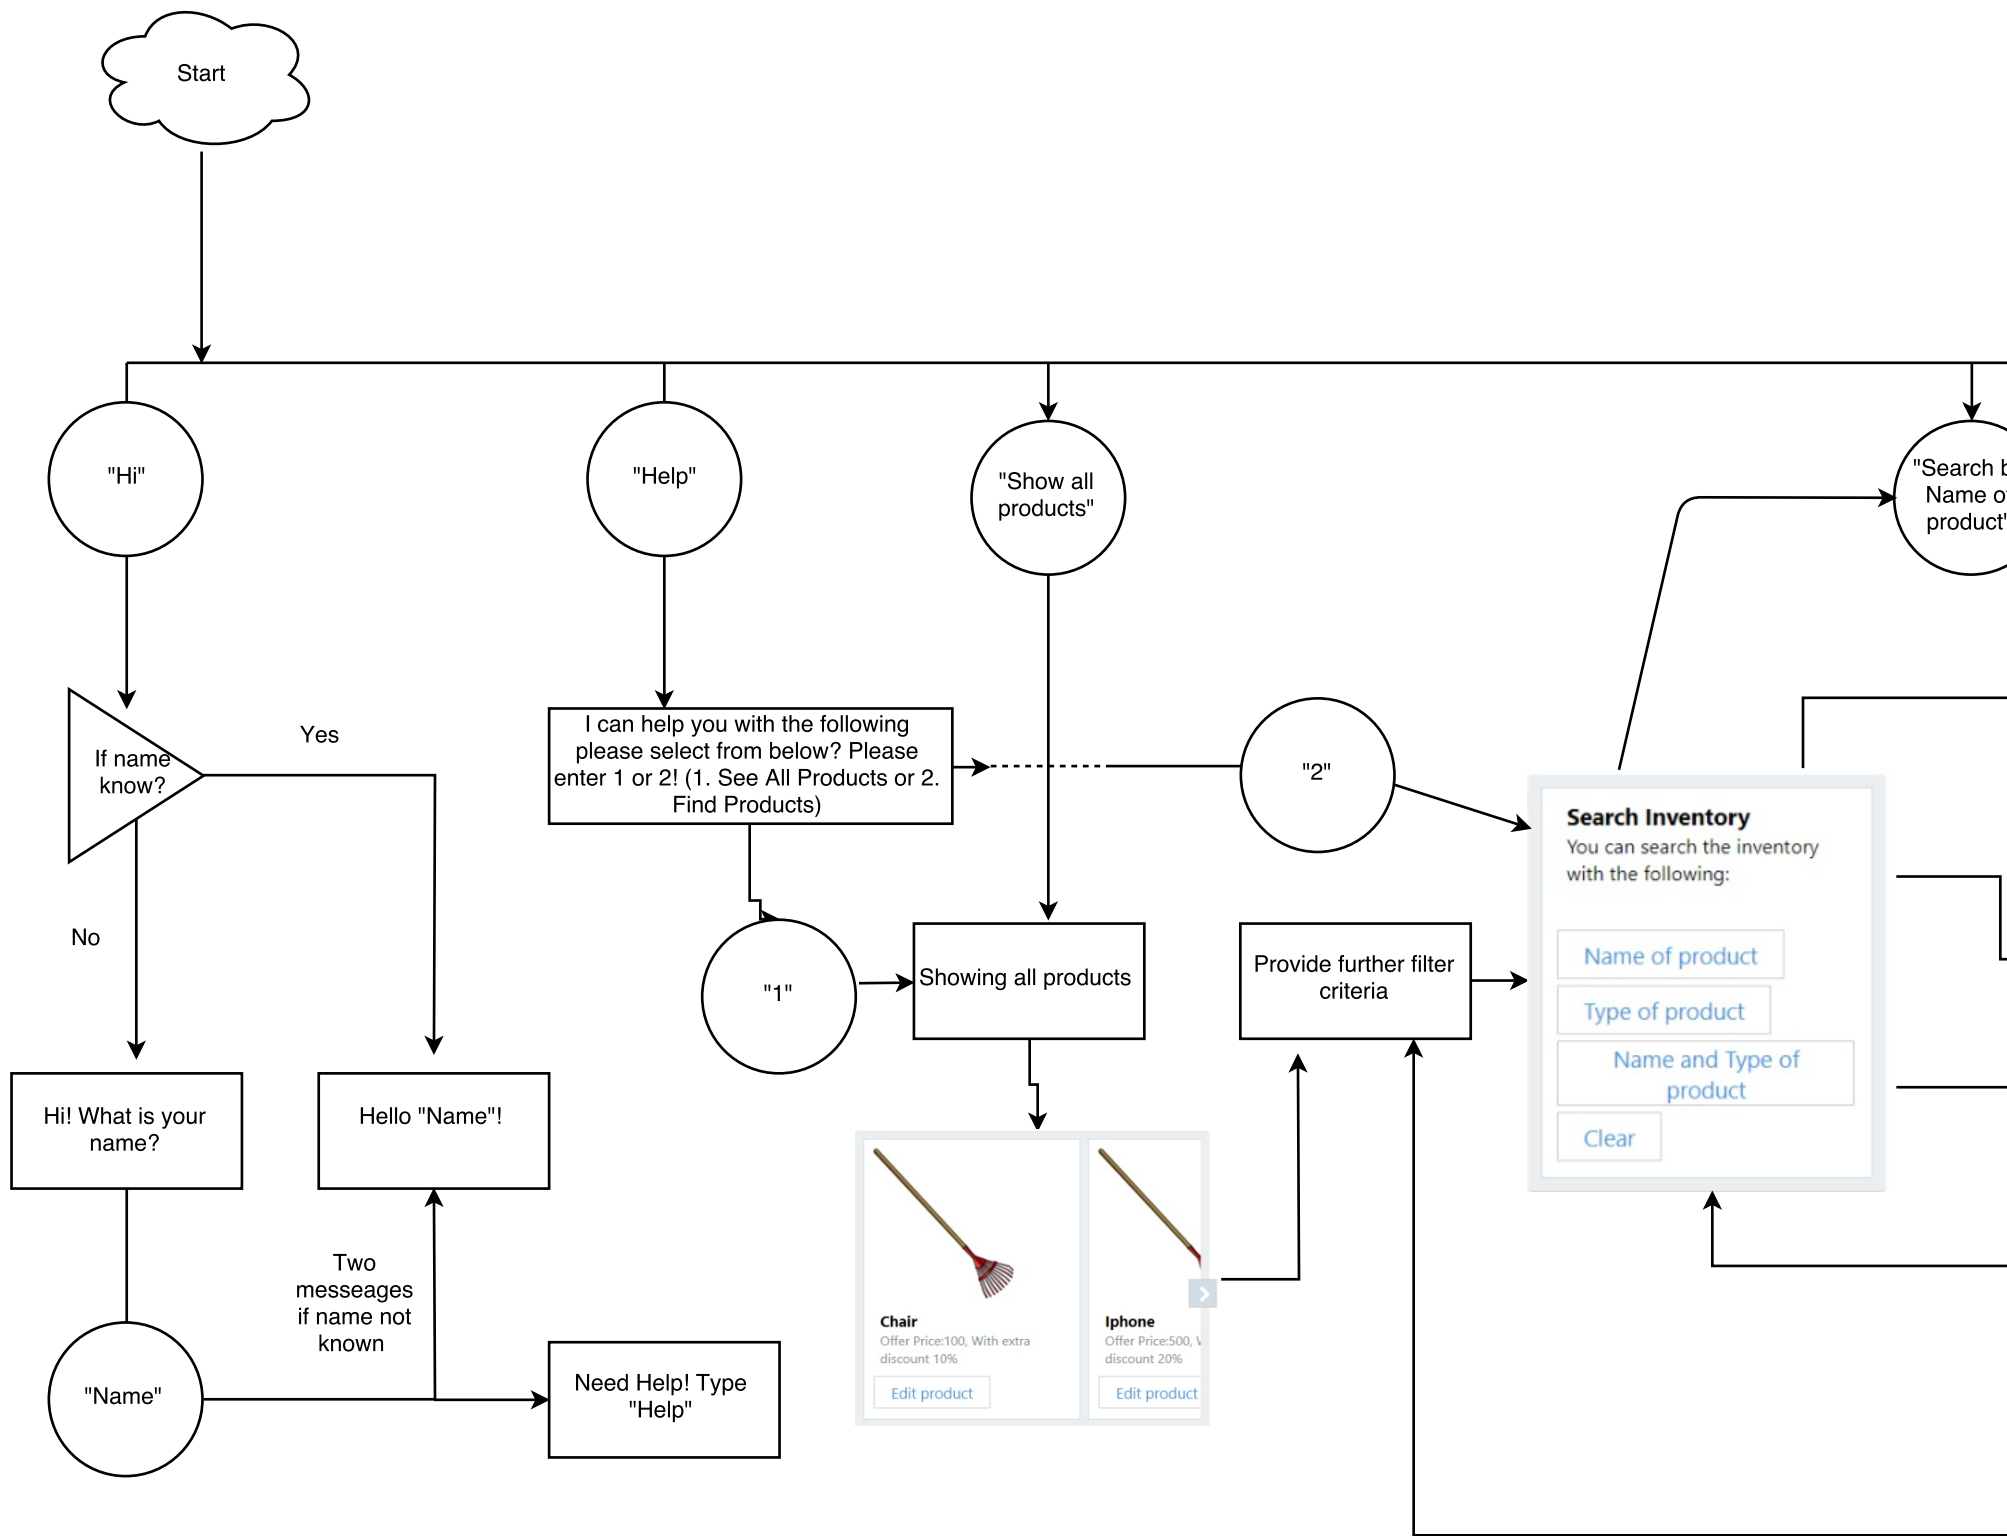 Start
"Hi"
"Help"
"Show all
products"
"Search
Name
product"
If name
know?
Yes
No
I can help you with the following
please select from below? Please
enter 1 or 2! (1. See All Products or 2.
Find Products)
"2"
"1"
Showing all products
Provide further filter
criteria
Search Inventory
You can search the inventory
with the following:
Name of product
Type of product
Name and Type of
product
Clear
Hi! What is your
name?
Hello "Name"!
Two
messeages
if name not
known
"Name"
Need Help! Type
"Help"
Chair
Offer Price:100, With extra
discount 10%
Edit product
Iphone
Offer Price:500,
discount 20%
Edit product